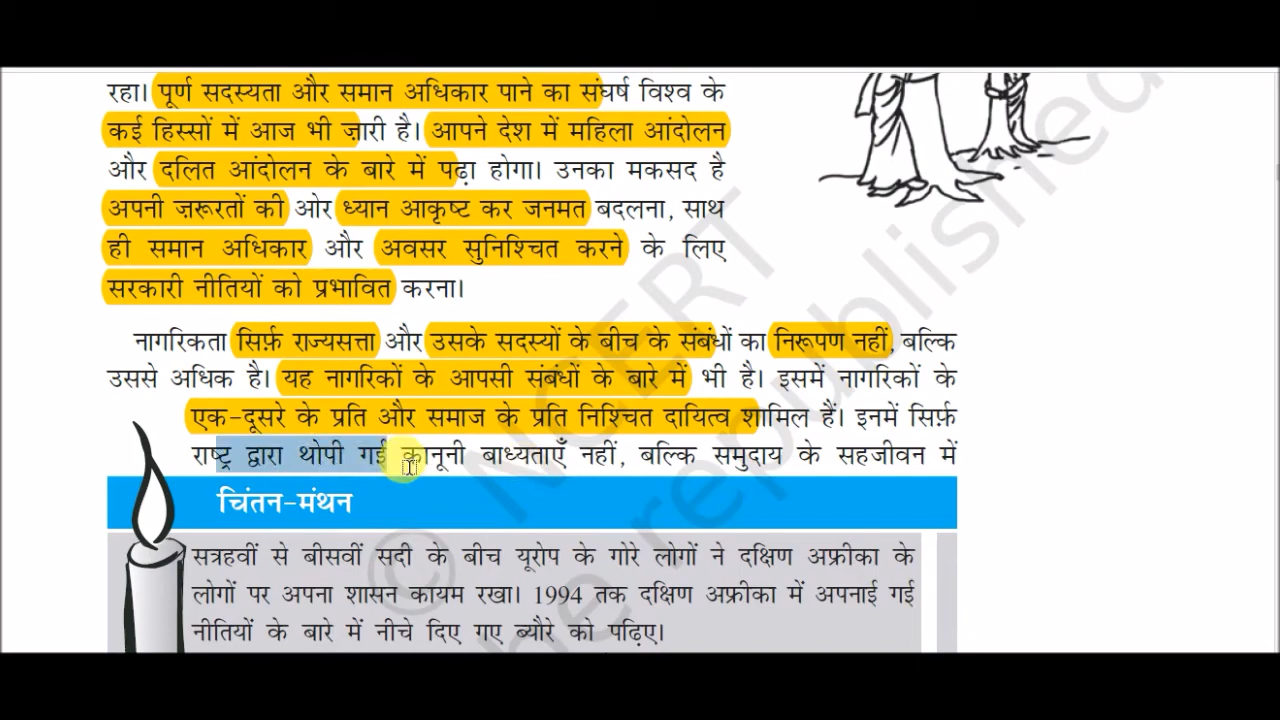 रहा। पूर्ण सदस्यता और समान अधिकार पाने का संघर्ष विश्व के
कई हिस्सों में आज भी ज़ारी है। आपने देश में महिला आंदोलन
और दलित आंदोलन के बारे में पढ़ा होगा। उनका मकसद है
अपनी ज़रूरतों की ओर ध्यान आकृष्ट कर जनमत बदलना, साथ
ही समान अधिकार और अवसर सुनिश्चित करने के लिए
सरकारी नीतियों को प्रभावित करना।
नागरिकता सिर्फ़ राज्यसत्ता और उसके सदस्यों के बीच के संबंधों का निरूपण नहीं, बल्कि
उससे अधिक है। यह नागरिकों के आपसी संबंधों के बारे में भी है। इसमें नागरिकों के
एक-दूसरे के प्रति और समाज के प्रति निश्चित दायित्व शामिल हैं। इनमें सिर्फ़
राष्ट्र द्वारा थोपी गई कानूनी बाध्यताएँ नहीं, बल्कि समुदाय के सहजीवन में
चिंतन-मंथन
सत्रहवीं से बीसवीं सदी के बीच यूरोप के गोरे लोगों ने दक्षिण अफ्रीका के
लोगों पर अपना शासन कायम रखा। 1994 तक दक्षिण अफ्रीका में अपनाई गई
नीतियों के बारे में नीचे दिए गए ब्यौरे को पढ़िए।
© NCERT
be republished